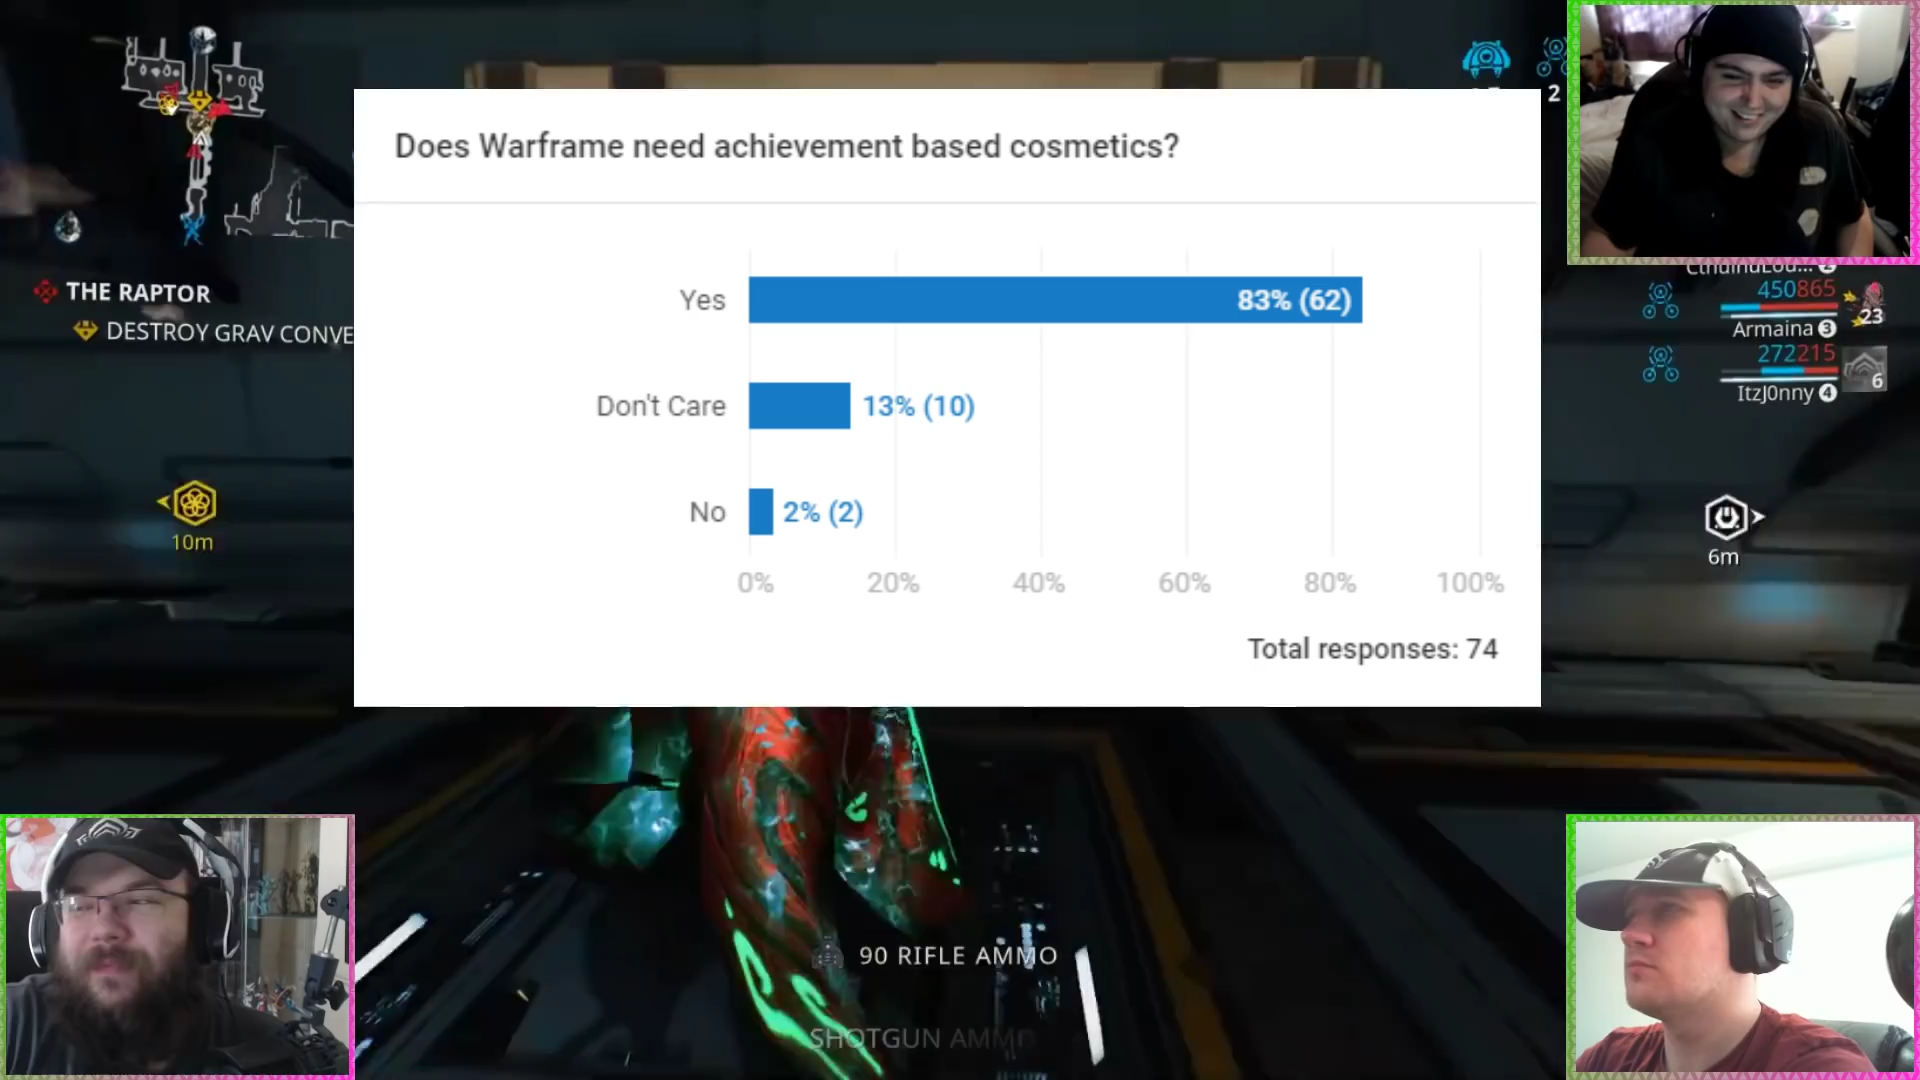 2
THE RAPTOR
DESTROY GRAV CONVE
Does Warframe need achievement based cosmetics?
Yes
83% (62)
Don't Care
13% (10)
No
2% (2)
0% 20% 40% 60% 80% 100%
Total responses: 74
450865
23
Armaina 3
272215
6
ItzJ0nny 4
10m
6m
90 RIFLE AMMO
SHOTGUN AMM